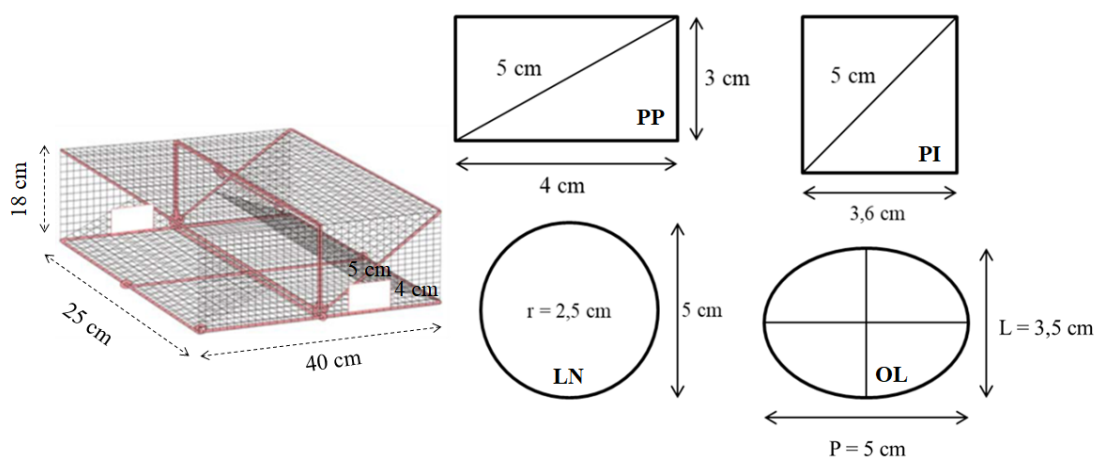 18 cm
25 cm
40 cm
5 cm
4 cm
5 cm
PP
3 cm
4 cm
5 cm
PI
3,6 cm
r = 2,5 cm
LN
5 cm
OL
L = 3,5 cm
P = 5 cm